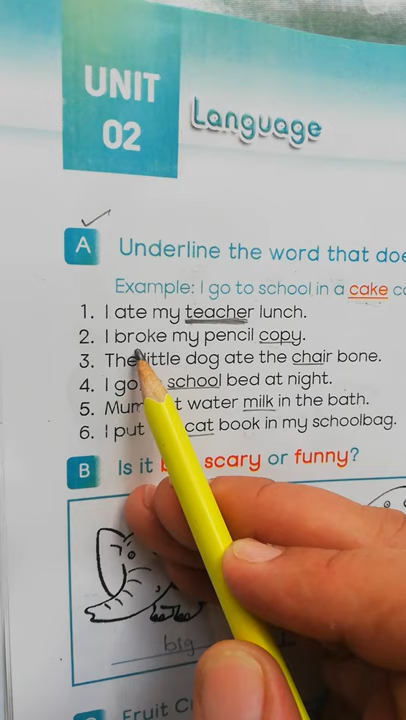 UNIT
02
Language
A Underline the word that
Example: I go to school in a cake
1. I ate my teacher lunch.
2. I broke my pencil copy.
3. The little dog ate the chair bone.
4. I go school bed at night.
5. water milk in the bath.
6. I put cat book in my schoolbag.
B Is it scary or funny?
big
Fruit